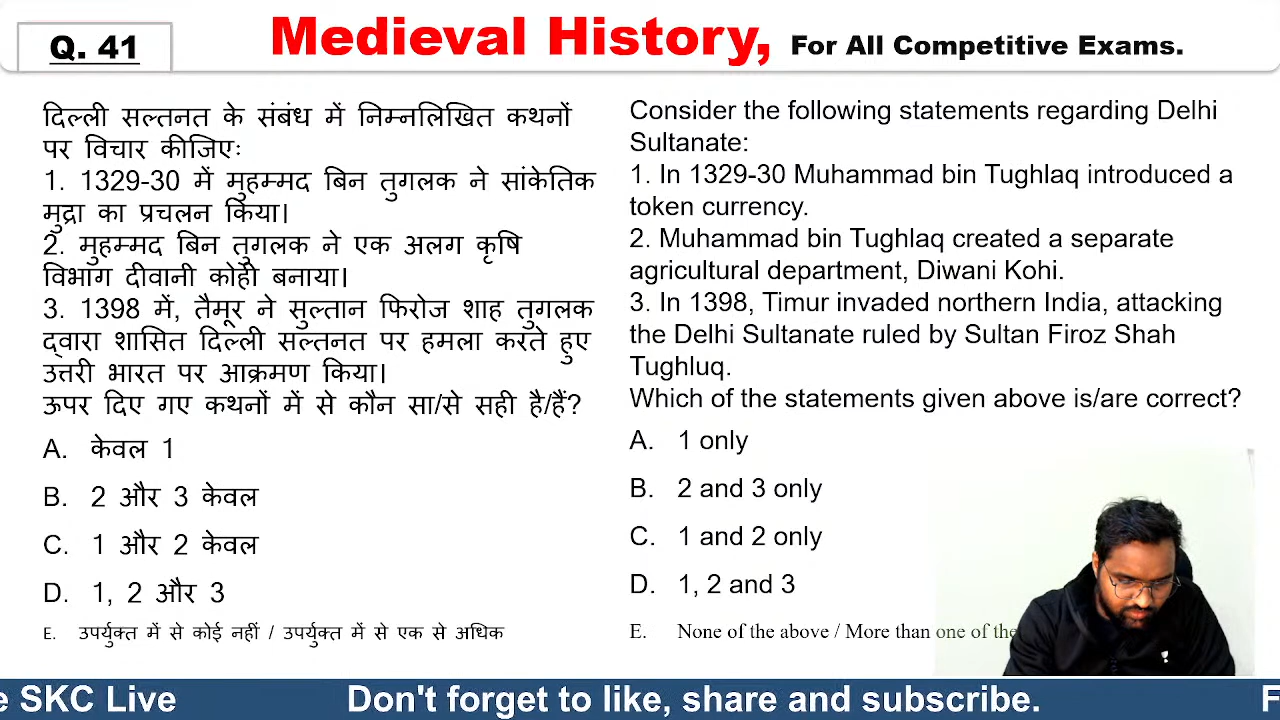 Q. 41
Medieval History, For All Competitive Exams.
दिल्ली सल्तनत के संबंध में निम्नलिखित कथनों
पर विचार कीजिएः
1. 1329-30 में मुहम्मद बिन तुगलक ने सांकेतिक
मुद्रा का प्रचलन किया।
2. मुहम्मद बिन तुगलक ने एक अलग कृषि
विभाग दीवानी कोही बनाया।
3. 1398 में, तैमूर ने सुल्तान फिरोज शाह तुगलक
द्वारा शासित दिल्ली सल्तनत पर हमला करते हुए
उत्तरी भारत पर आक्रमण किया।
ऊपर दिए गए कथनों में से कौन सा/से सही है/हैं?
A. केवल 1
B. 2 और 3 केवल
C. 1 और 2 केवल
D. 1, 2 और 3
E. उपर्युक्त में से कोई नहीं / उपर्युक्त में से एक से अधिक
Consider the following statements regarding Delhi
Sultanate:
1. In 1329-30 Muhammad bin Tughlaq introduced a
token currency.
2. Muhammad bin Tughlaq created a separate
agricultural department, Diwani Kohi.
3. In 1398, Timur invaded northern India, attacking
the Delhi Sultanate ruled by Sultan Firoz Shah
Tughluq.
Which of the statements given above is/are correct?
A. 1 only
B. 2 and 3 only
C. 1 and 2 only
D. 1, 2 and 3
E. None of the above / More than one of the
e SKC Live Don't forget to like, share and subscribe. F